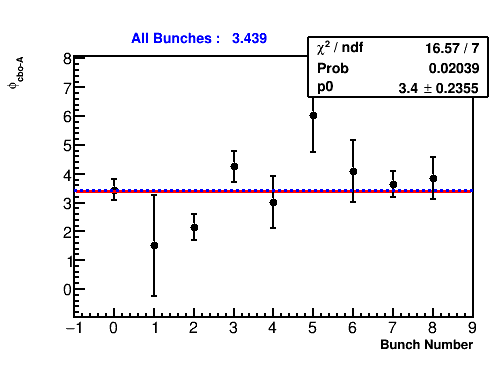 All Bunches : 3.439
χ² / ndf 16.57 / 7
Prob 0.02039
p0 3.4 ± 0.2355
ϕcbo-A
8
7
6
5
4
3
2
1
0
−1 0 1 2 3 4 5 6 7 8 9
Bunch Number